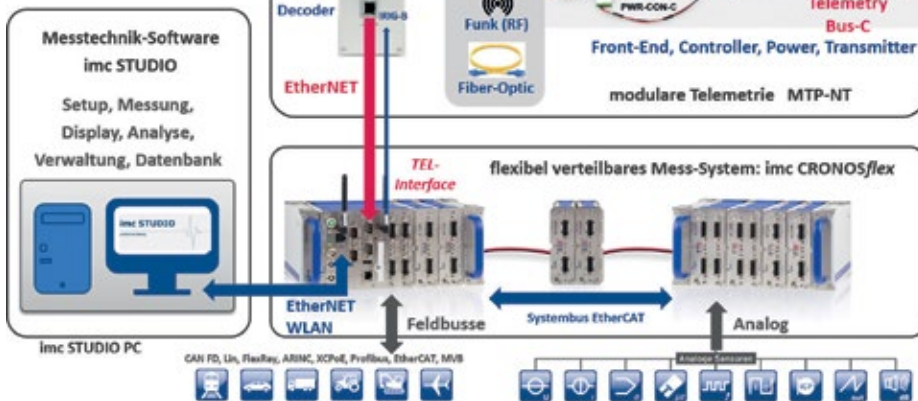 Decoder
IRIG-B
Funk (RF)
Fiber-Optic
PWR-CON-C
Telemetry
Bus-C
Front-End, Controller, Power, Transmitter
modulare Telemetrie MTP-NT
EtherNET
Messtechnik-Software
imc STUDIO
Setup, Messung,
Display, Analyse,
Verwaltung, Datenbank
imc STUDIO
imc STUDIO PC
TEL-
Interface
flexibel verteilbares Mess-System: imc CRONOSflex
EtherNET
WLAN
Feldbusse
Systembus EtherCAT
Analog
CAN FD, Lin, FlexRay, ARINC, XCPoE, Profibus, EtherCAT, MVB
Analoge Sensoren